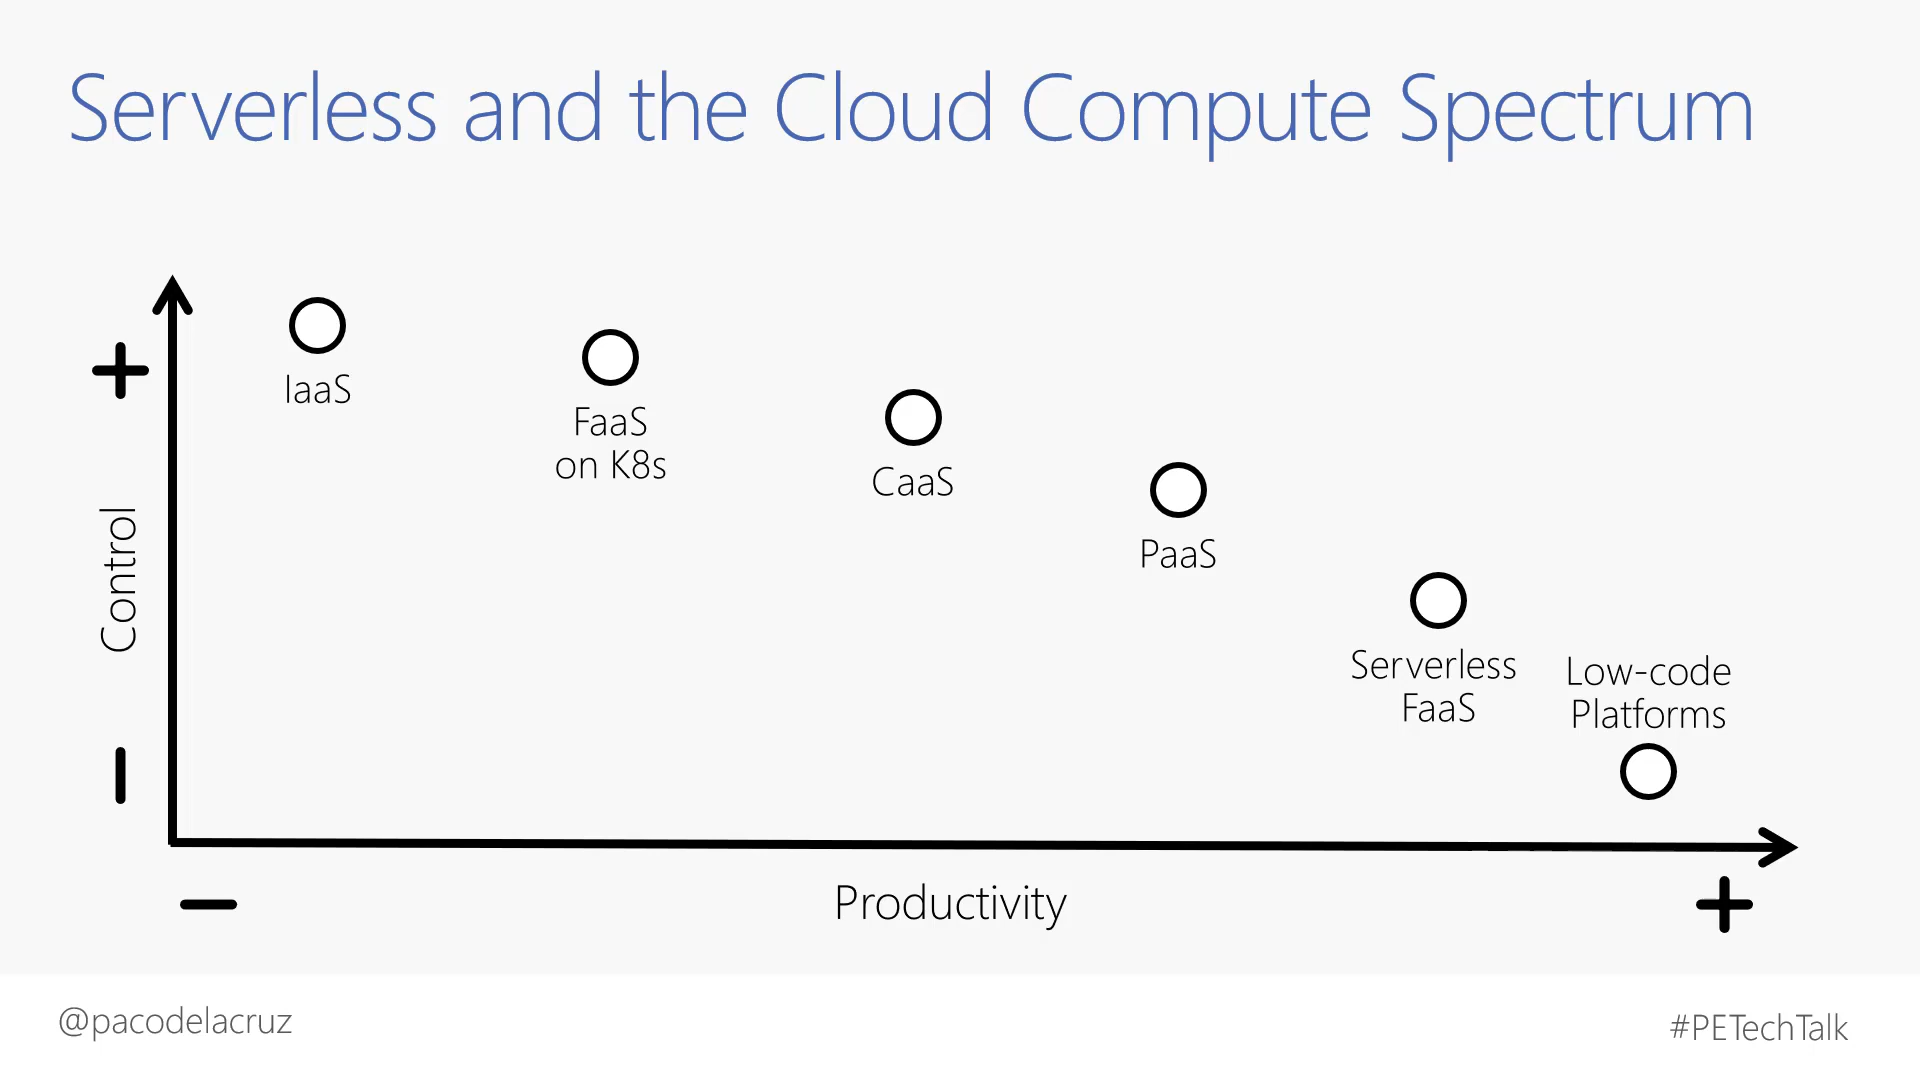 Serverless and the Cloud Compute Spectrum
+
IaaS
FaaS
on K8s
CaaS
PaaS
Control
Serverless
FaaS
Low-code
Platforms
−
Productivity
+
@pacodelacruz
#PETechTalk